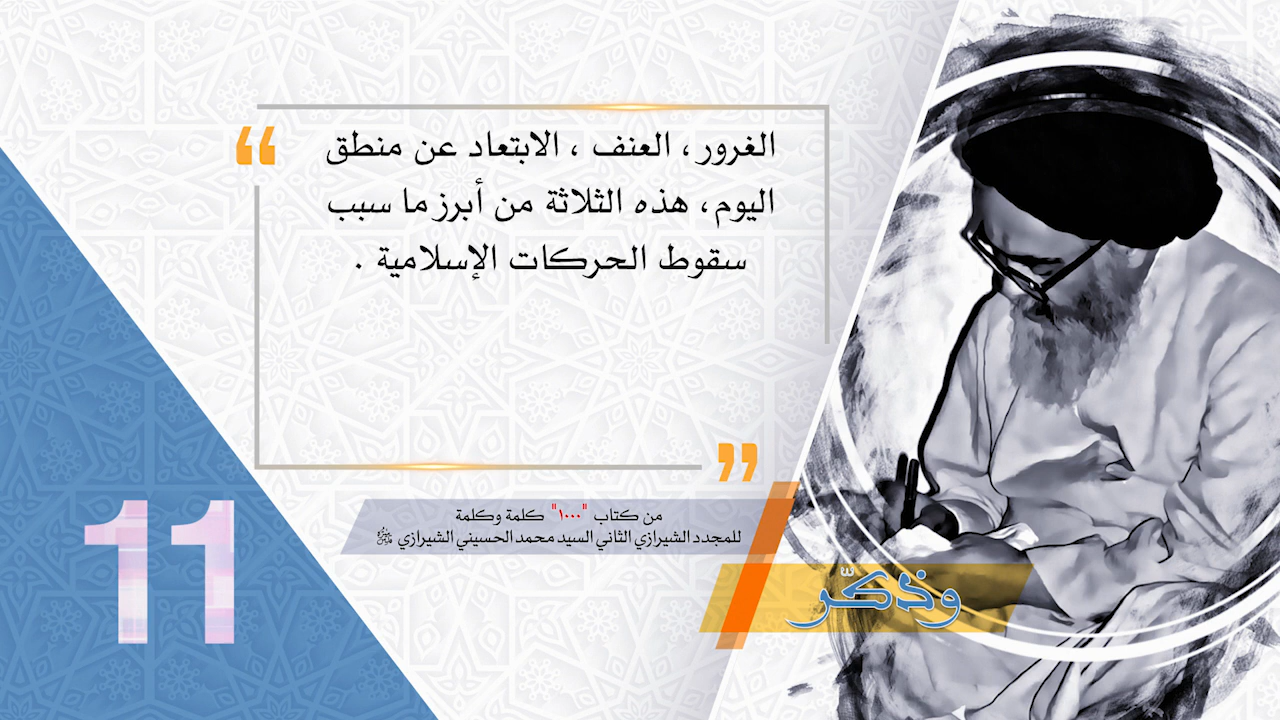 الغرور، العنف ، الابتعاد عن منطق
اليوم، هذه الثلاثة من أبرز ما سبب
سقوط الحركات الإسلامية .
من كتاب "١٠٠٠" كلمة وكلمة
للمجدد الشيرازي الثاني السيد محمد الحسيني الشيرازي
وذكّر
11